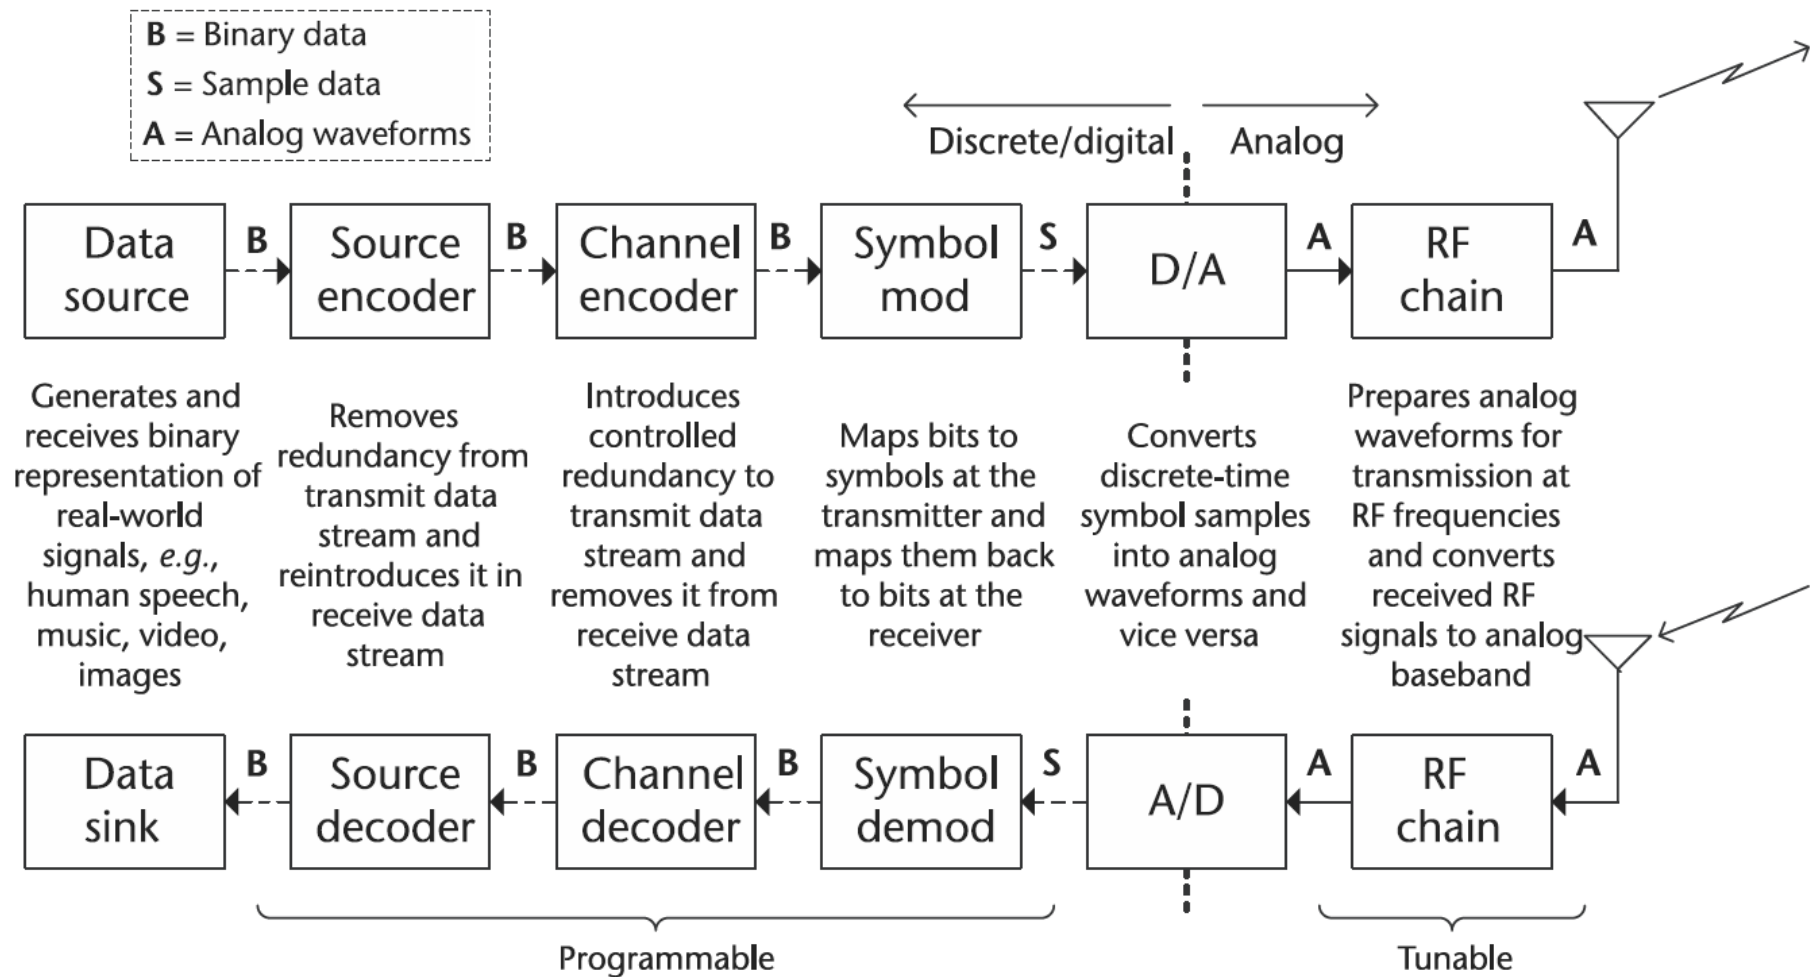 B = Binary data
S = Sample data
A = Analog waveforms
Discrete/digital
Analog
Data
source
B
Source
encoder
B
Channel
encoder
B
Symbol
mod
S
D/A
A
RF
chain
A
Generates and
receives binary
representation of
real-world
signals, e.g.,
human speech,
music, video,
images
Removes
redundancy from
transmit data
stream and
reintroduces it in
receive data
stream
Introduces
controlled
redundancy to
transmit data
stream and
removes it from
receive data
stream
Maps bits to
symbols at the
transmitter and
maps them back
to bits at the
receiver
Converts
discrete-time
symbol samples
into analog
waveforms and
vice versa
Prepares analog
waveforms for
transmission at
RF frequencies
and converts
received RF
signals to analog
baseband
Data
sink
B
Source
decoder
B
Channel
decoder
B
Symbol
demod
S
A/D
A
RF
chain
A
Programmable
Tunable